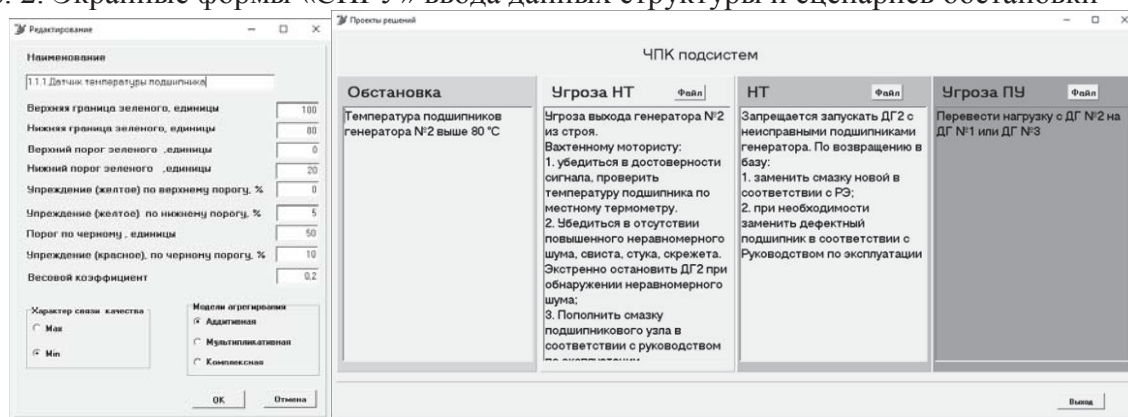 Рис. 2. Экранные формы «СППУ» ввода данных структуры и сценариев обстановки
Редактирование
Наименование
1.1.1.Датчик температуры подшипника
Верхняя граница зеленого, единицы 100
Нижняя граница зеленого, единицы 80
Верхний порог зеленого ,единицы 0
Нижний порог зеленого ,единицы 20
Упреждение (желтое) по верхнему порогу, % 0
Упреждение (желтое) по нижнему порогу, % 5
Порог по черному , единицы 50
Упреждение (красное), по черному порогу, % 10
Весовой коэффициент 0,2
Характер связи качества
Max
Min
Модели агрегирования
Аддитивная
Мультипликативная
Комплексная
OK Отмена
Проекты решений
ЧПК подсистем
Обстановка
Температура подшипников
генератора №2 выше 80 °C
Угроза НТ Файл
Угроза выхода генератора №2
из строя.
Вахтенному мотористу:
1. убедиться в достоверности
сигнала, проверить
температуру подшипника по
местному термометру.
2. Убедиться в отсутствии
повышенного неравномерного
шума, свиста, стука, скрежета.
Экстренно остановить ДГ2 при
обнаружении неравномерного
шума;
3. Пополнить смазку
подшипникового узла в
соответствии с руководством
по эксплуатации
НТ Файл
Запрещается запускать ДГ2 с
неисправными подшипниками
генератора. По возвращению в
базу:
1. заменить смазку новой в
соответствии с РЭ;
2. при необходимости
заменить дефектный
подшипник в соответствии с
Руководством по эксплуатации
Угроза ПУ Файл
Перевести нагрузку с ДГ №2 на
ДГ №1 или ДГ №3
Выход